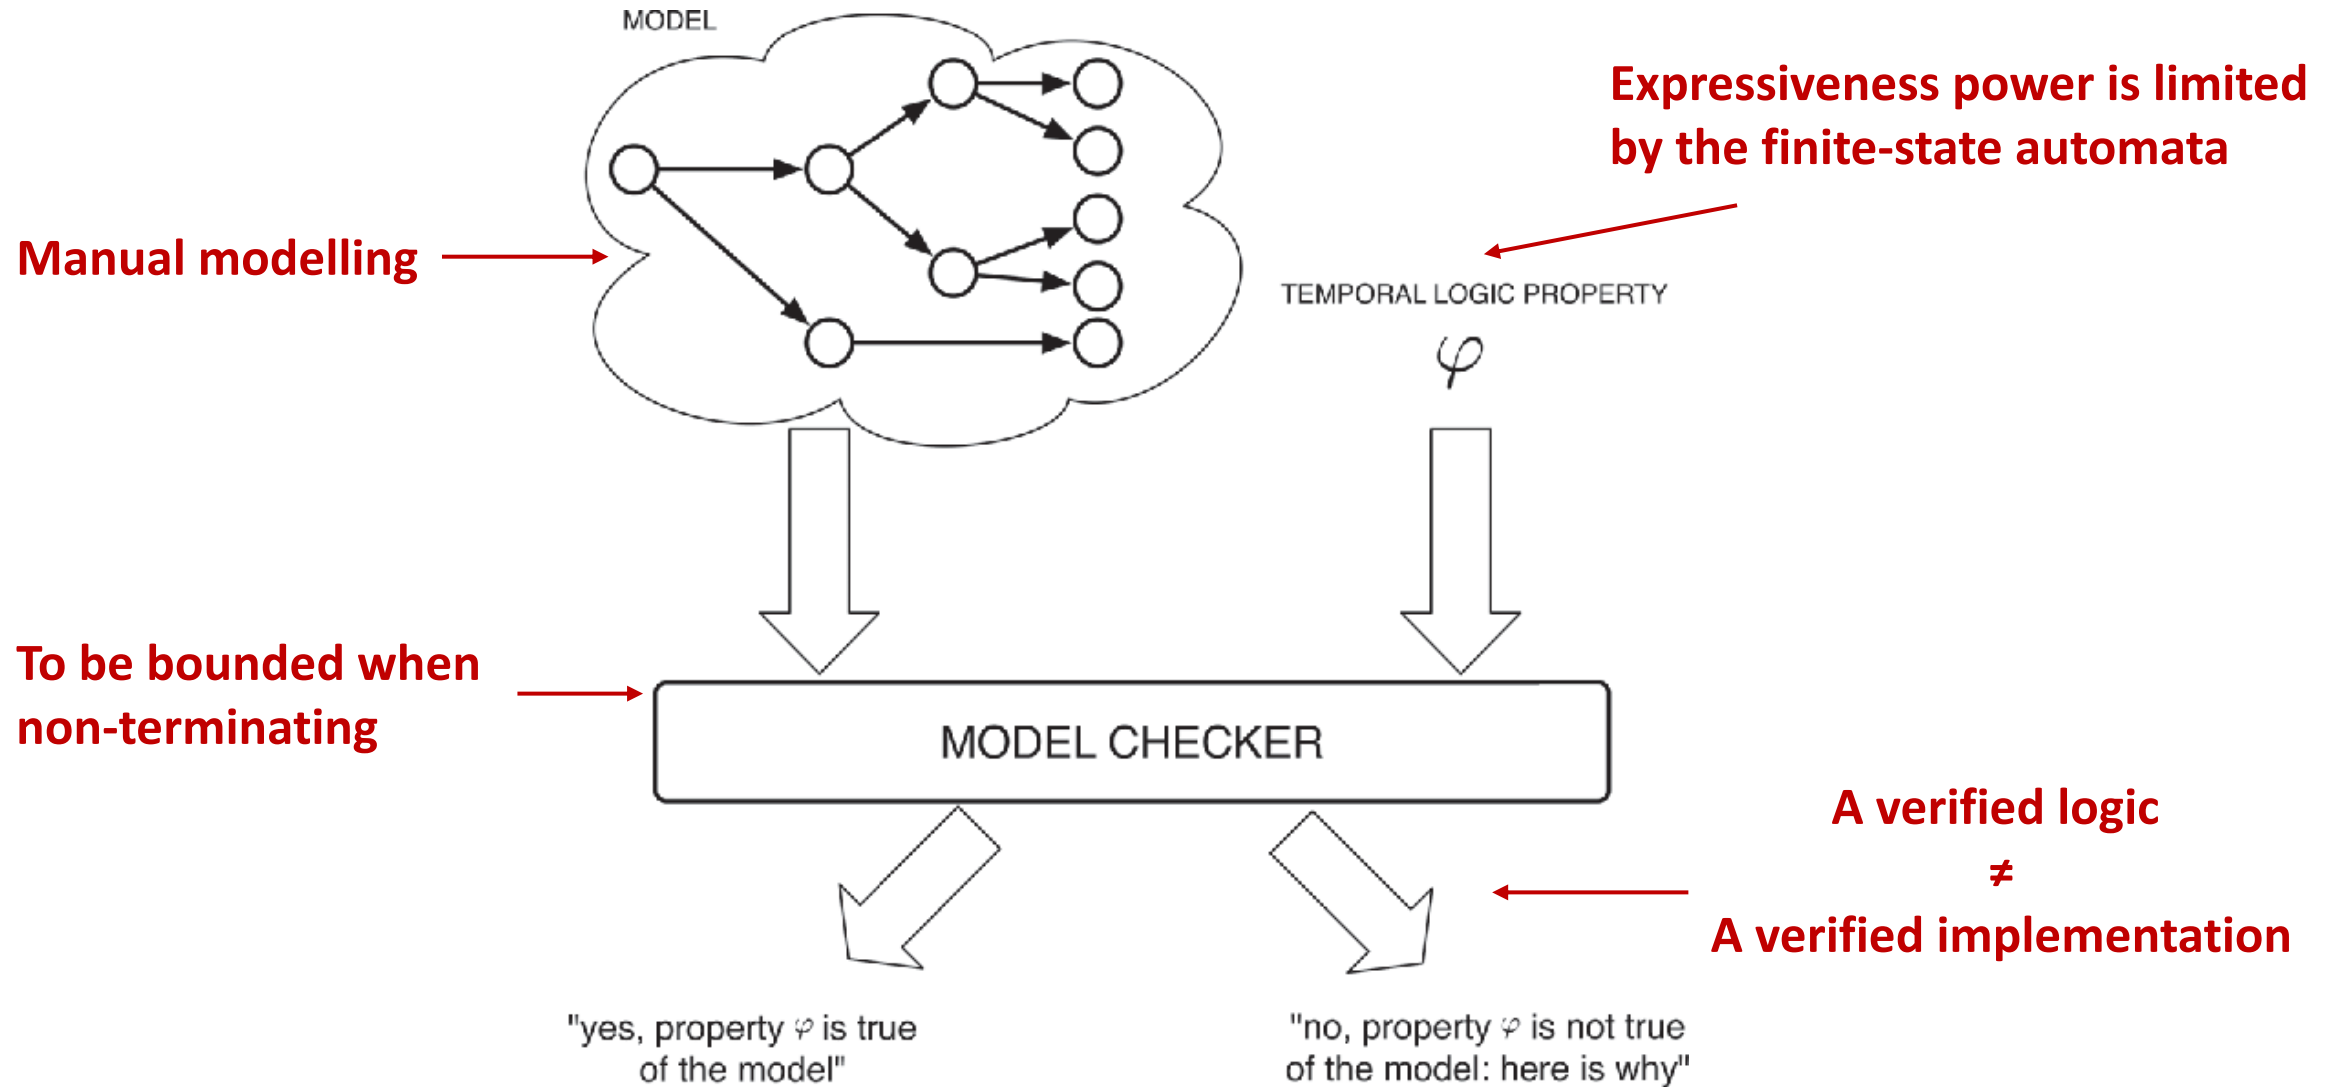 MODEL
Expressiveness power is limited
by the finite-state automata
Manual modelling
TEMPORAL LOGIC PROPERTY
φ
To be bounded when
non-terminating
MODEL CHECKER
A verified logic
≠
A verified implementation
"yes, property φ is true
of the model"
"no, property φ is not true
of the model: here is why"